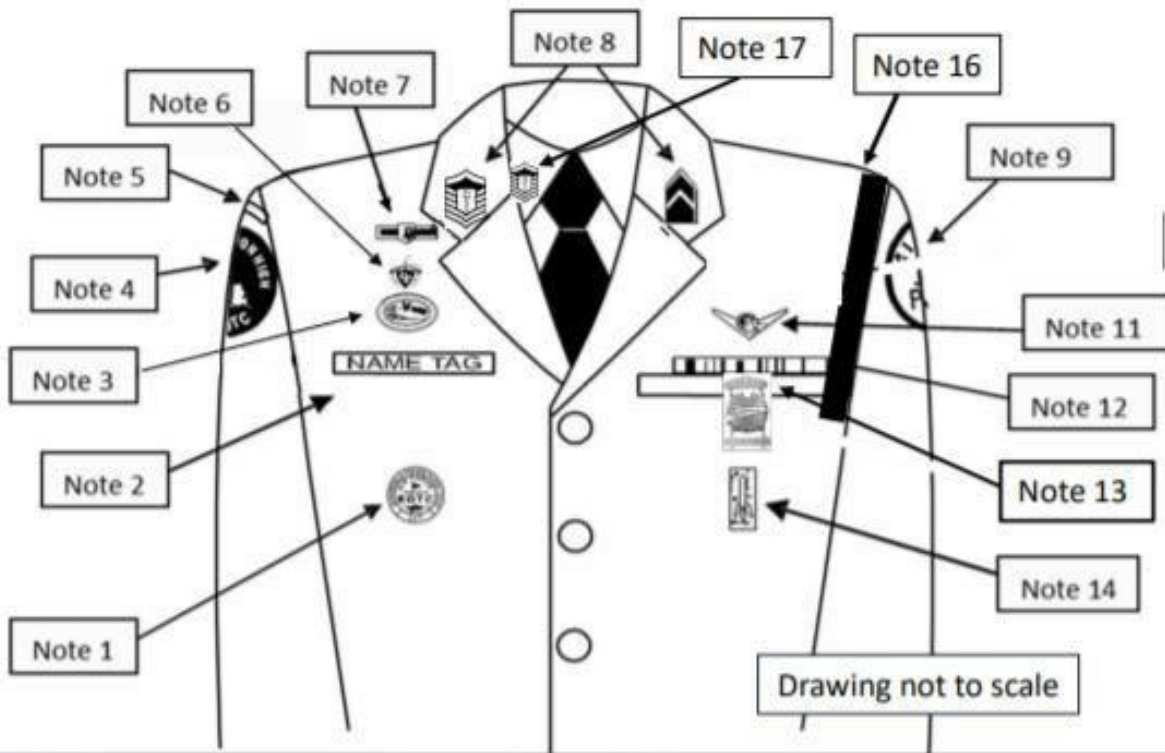 Note 8
Note 17
Note 16
Note 7
Note 6
Note 9
Note 5
Note 4
Note 11
Note 3
NAME TAG
Note 12
Note 2
Note 13
Note 14
Note 1
Drawing not to scale